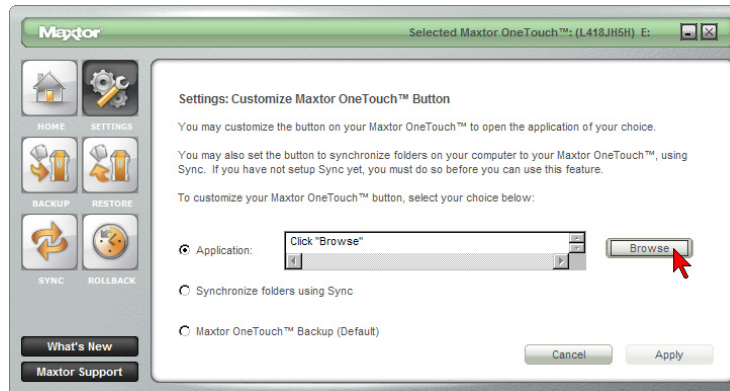 Maxtor
Selected Maxtor OneTouch™: (L418JH5H) E:
HOME
SETTINGS
BACKUP
RESTORE
SYNC
ROLLBACK
What's New
Maxtor Support
Settings: Customize Maxtor OneTouch™ Button
You may customize the button on your Maxtor OneTouch™ to open the application of your choice.
You may also set the button to synchronize folders on your computer to your Maxtor OneTouch™, using
Sync. If you have not setup Sync yet, you must do so before you can use this feature.
To customize your Maxtor OneTouch™ button, select your choice below:
Application:
Click "Browse"
Browse
Synchronize folders using Sync
Maxtor OneTouch™ Backup (Default)
Cancel
Apply